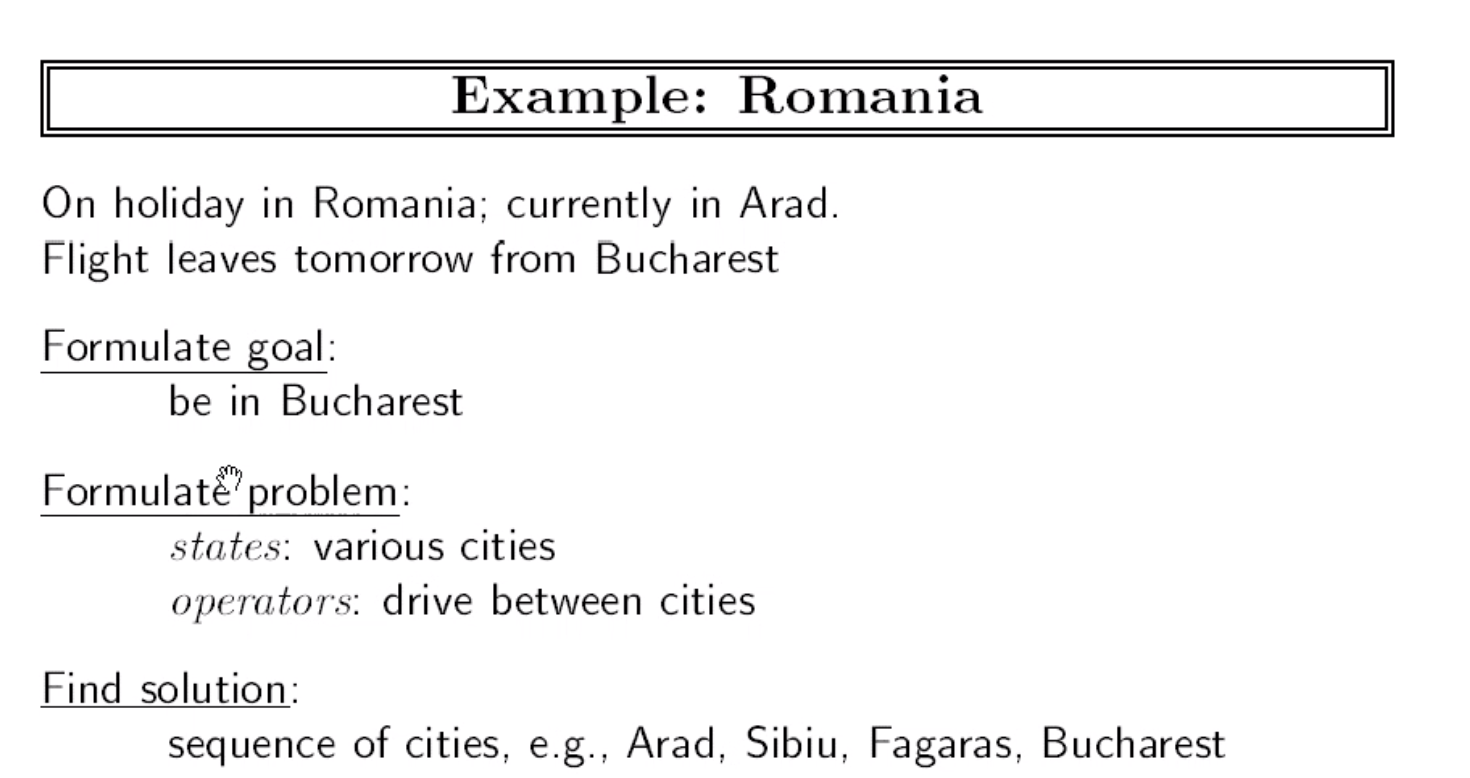 Example: Romania
On holiday in Romania; currently in Arad.
Flight leaves tomorrow from Bucharest
Formulate goal:
be in Bucharest
Formulate problem:
states: various cities
operators: drive between cities
Find solution:
sequence of cities, e.g., Arad, Sibiu, Fagaras, Bucharest